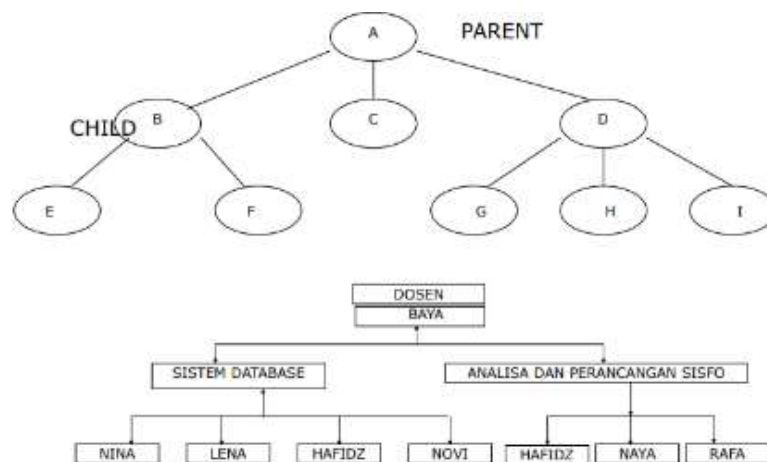 A PARENT
CHILD B C D
E F G H I
DOSEN
BAYA
SISTEM DATABASE ANALISA DAN PERANCANGAN SISFO
NINA LENA HAFIDZ NOVI HAFIDZ NAYA RAFA